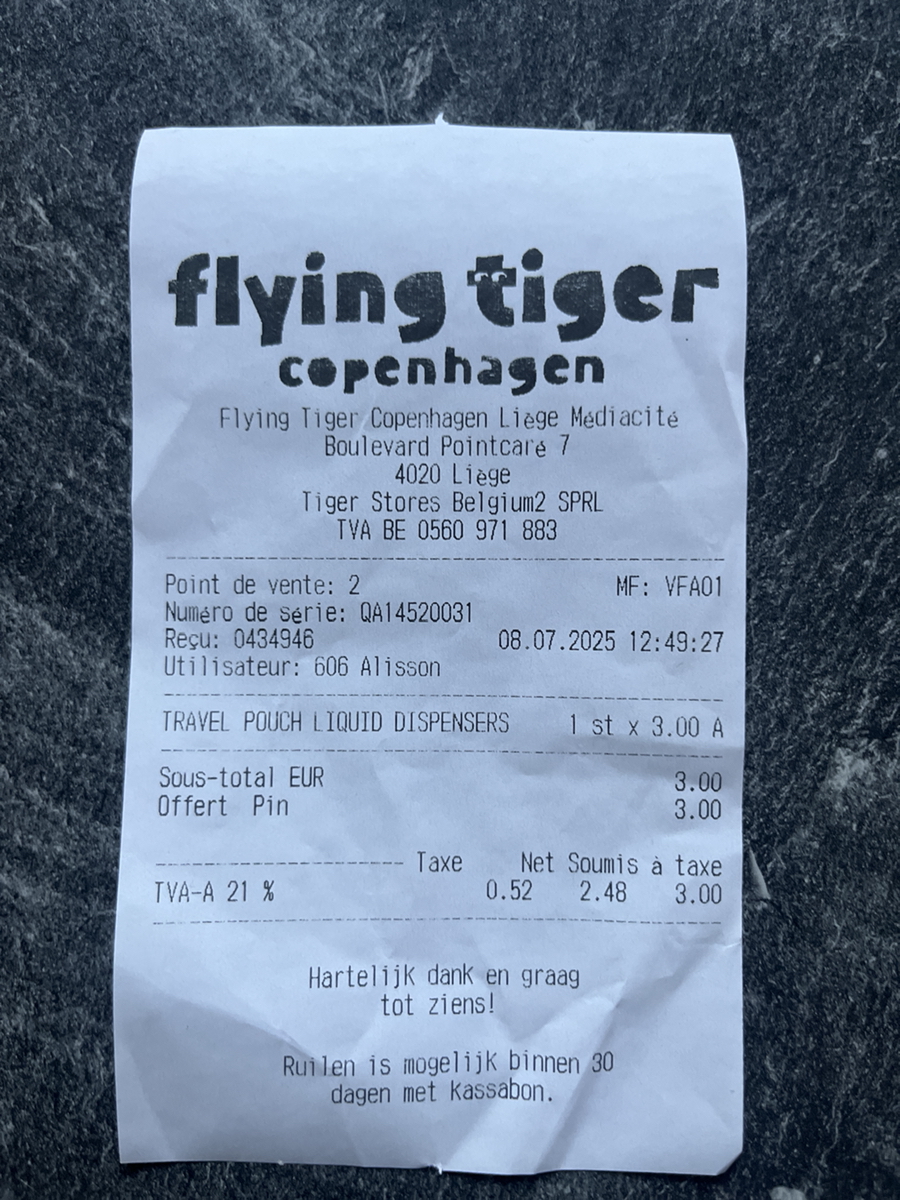 flying tiger
copenhagen
Flying Tiger Copenhagen Liège Médiacité
Boulevard Pointcaré 7
4020 Liège
Tiger Stores Belgium2 SPRL
TVA BE 0560 971 883
Point de vente: 2 MF: VFA01
Numéro de série: QA14520031
Reçu: 0434946 08.07.2025 12:49:27
Utilisateur: 606 Alisson
TRAVEL POUCH LIQUID DISPENSERS 1 st x 3.00 A
Sous-total EUR 3.00
Offert Pin 3.00
Taxe Net Soumis à taxe
TVA-A 21 % 0.52 2.48 3.00
Hartelijk dank en graag
tot ziens!
Ruilen is mogelijk binnen 30
dagen met kassabon.